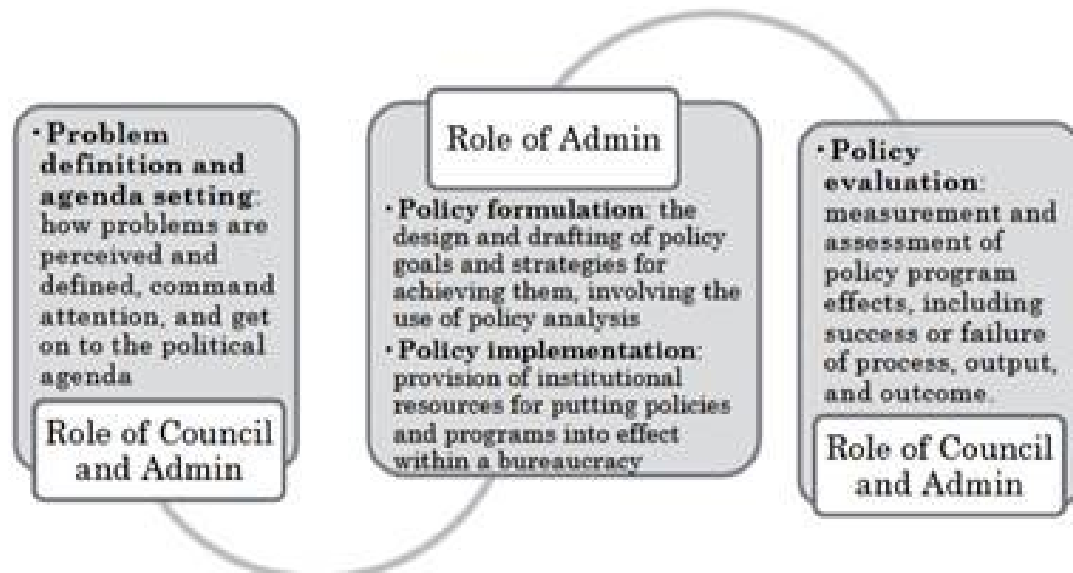 · Problem
definition and
agenda setting:
how problems are
perceived and
defined, command
attention, and get
on to the political
agenda
Role of Council
and Admin
Role of Admin
· Policy formulation: the
design and drafting of policy
goals and strategies for
achieving them, involving the
use of policy analysis
· Policy implementation:
provision of institutional
resources for putting policies
and programs into effect
within a bureaucracy
· Policy
evaluation:
measurement and
assessment of
policy program
effects, including
success or failure
of process, output,
and outcome.
Role of Council
and Admin